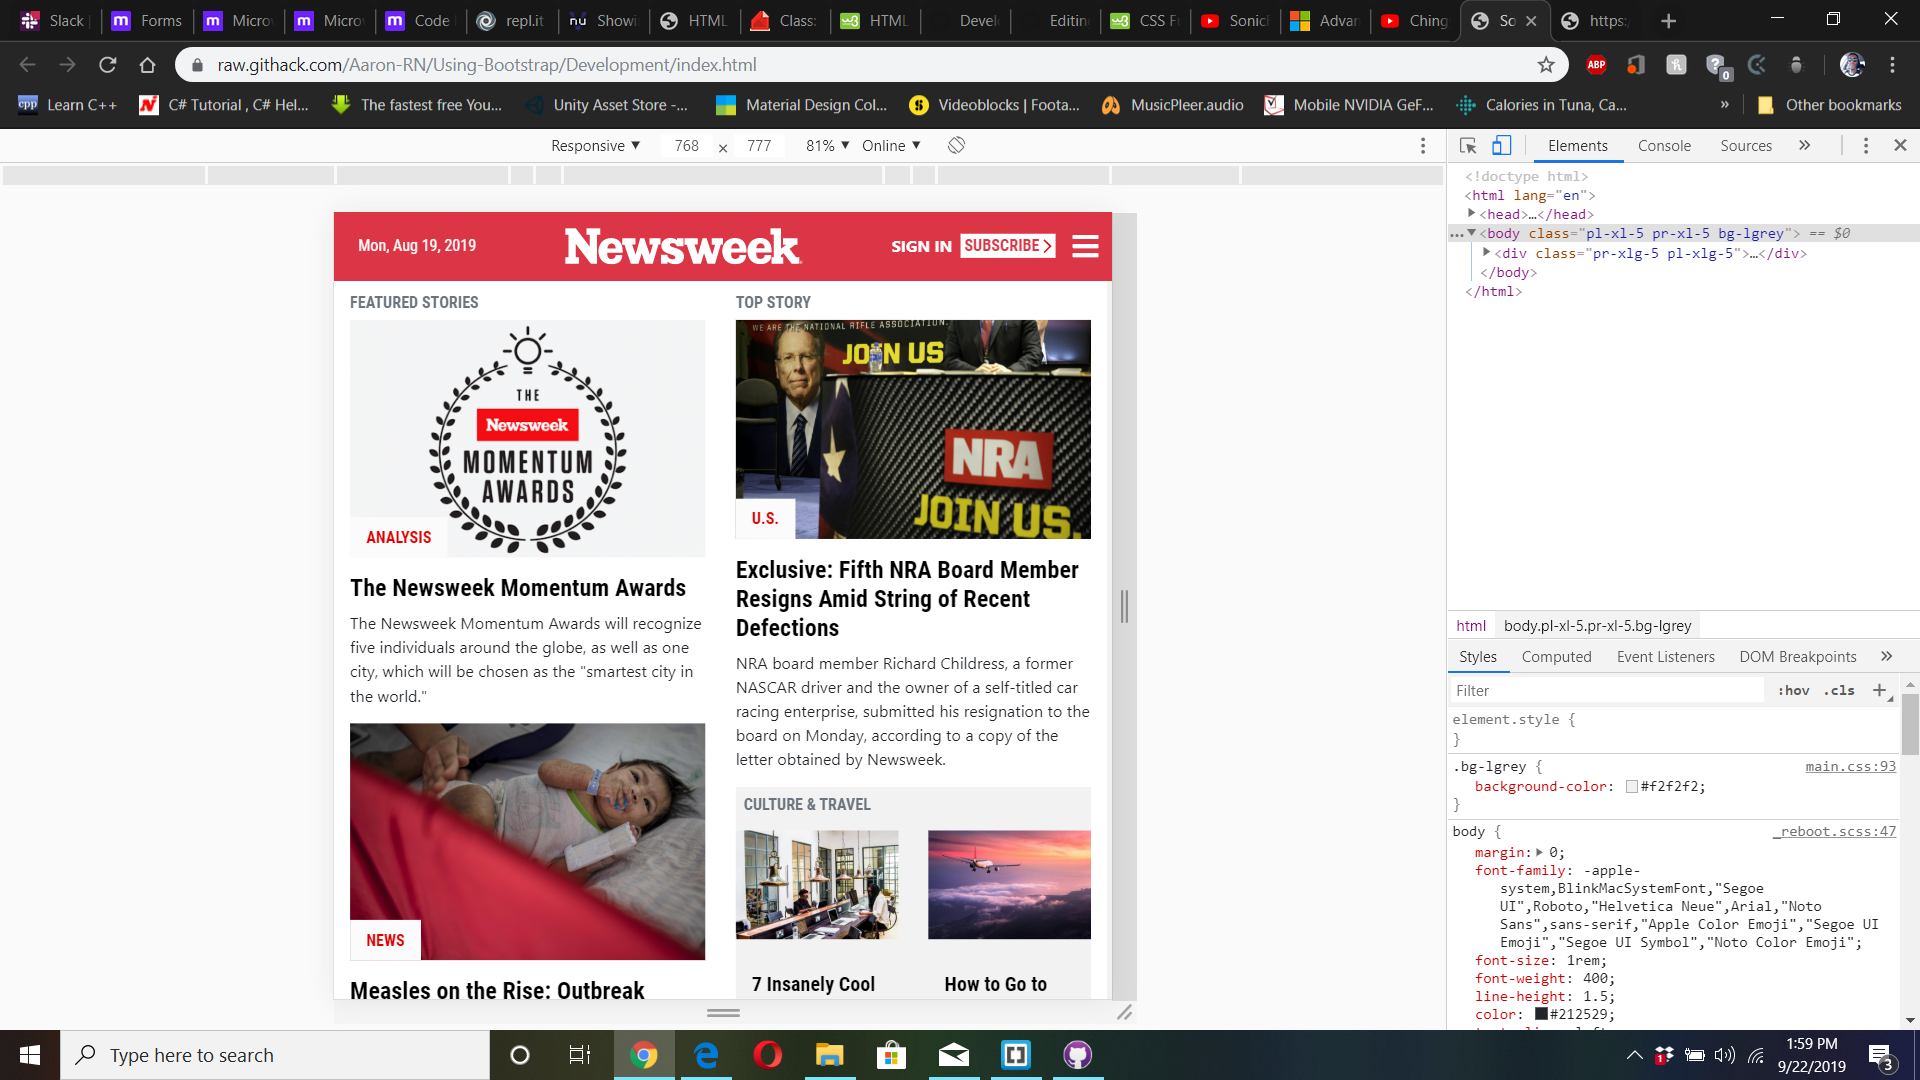 Slack
Forms
Micro
Micro
Code
repl.it
Showi
HTML
Class:
HTML
Devel
Editin
CSS F
Sonic
Advan
Ching
So
https:/
raw.githack.com/Aaron-RN/Using-Bootstrap/Development/index.html
ABP
0
cpp Learn C++
C# Tutorial , C# Hel...
The fastest free You...
Unity Asset Store -...
Material Design Col...
Videoblocks | Foota...
MusicPleer.audio
Mobile NVIDIA GeF...
Calories in Tuna, Ca...
»
Other bookmarks
Responsive ▼ 768 × 777 81% ▼ Online ▼
Mon, Aug 19, 2019
Newsweek
SIGN IN
SUBSCRIBE
FEATURED STORIES
THE
Newsweek
MOMENTUM
AWARDS
ANALYSIS
The Newsweek Momentum Awards
The Newsweek Momentum Awards will recognize
five individuals around the globe, as well as one
city, which will be chosen as the "smartest city in
the world."
NEWS
Measles on the Rise: Outbreak
TOP STORY
WE ARE THE NATIONAL RIFLE ASSOCIATION.
JOIN US
NRA
JOIN US.
U.S.
Exclusive: Fifth NRA Board Member
Resigns Amid String of Recent
Defections
NRA board member Richard Childress, a former
NASCAR driver and the owner of a self-titled car
racing enterprise, submitted his resignation to the
board on Monday, according to a copy of the
letter obtained by Newsweek.
CULTURE & TRAVEL
7 Insanely Cool
How to Go to
Elements Console Sources »
<!doctype html>
<html lang="en">
<head>…</head>
<body class="pl-xl-5 pr-xl-5 bg-lgrey"> == $0
<div class="pr-xlg-5 pl-xlg-5">…</div>
</body>
</html>
html body.pl-xl-5.pr-xl-5.bg-lgrey
Styles Computed Event Listeners DOM Breakpoints »
Filter :hov .cls +
element.style {
}
.bg-lgrey { main.css:93
background-color: #f2f2f2;
}
body { _reboot.scss:47
margin: 0;
font-family: -apple-
system,BlinkMacSystemFont,"Segoe
UI",Roboto,"Helvetica Neue",Arial,"Noto
Sans",sans-serif,"Apple Color Emoji","Segoe UI
Emoji","Segoe UI Symbol","Noto Color Emoji";
font-size: 1rem;
font-weight: 400;
line-height: 1.5;
color: #212529;
Type here to search
1
1:59 PM
9/22/2019
3